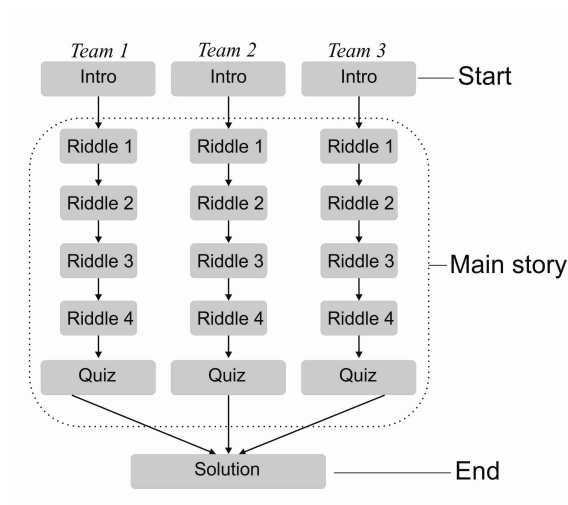 Team 1 Team 2 Team 3
Intro Intro Intro Start
Riddle 1 Riddle 1 Riddle 1
Riddle 2 Riddle 2 Riddle 2
Riddle 3 Riddle 3 Riddle 3 Main story
Riddle 4 Riddle 4 Riddle 4
Quiz Quiz Quiz
Solution End